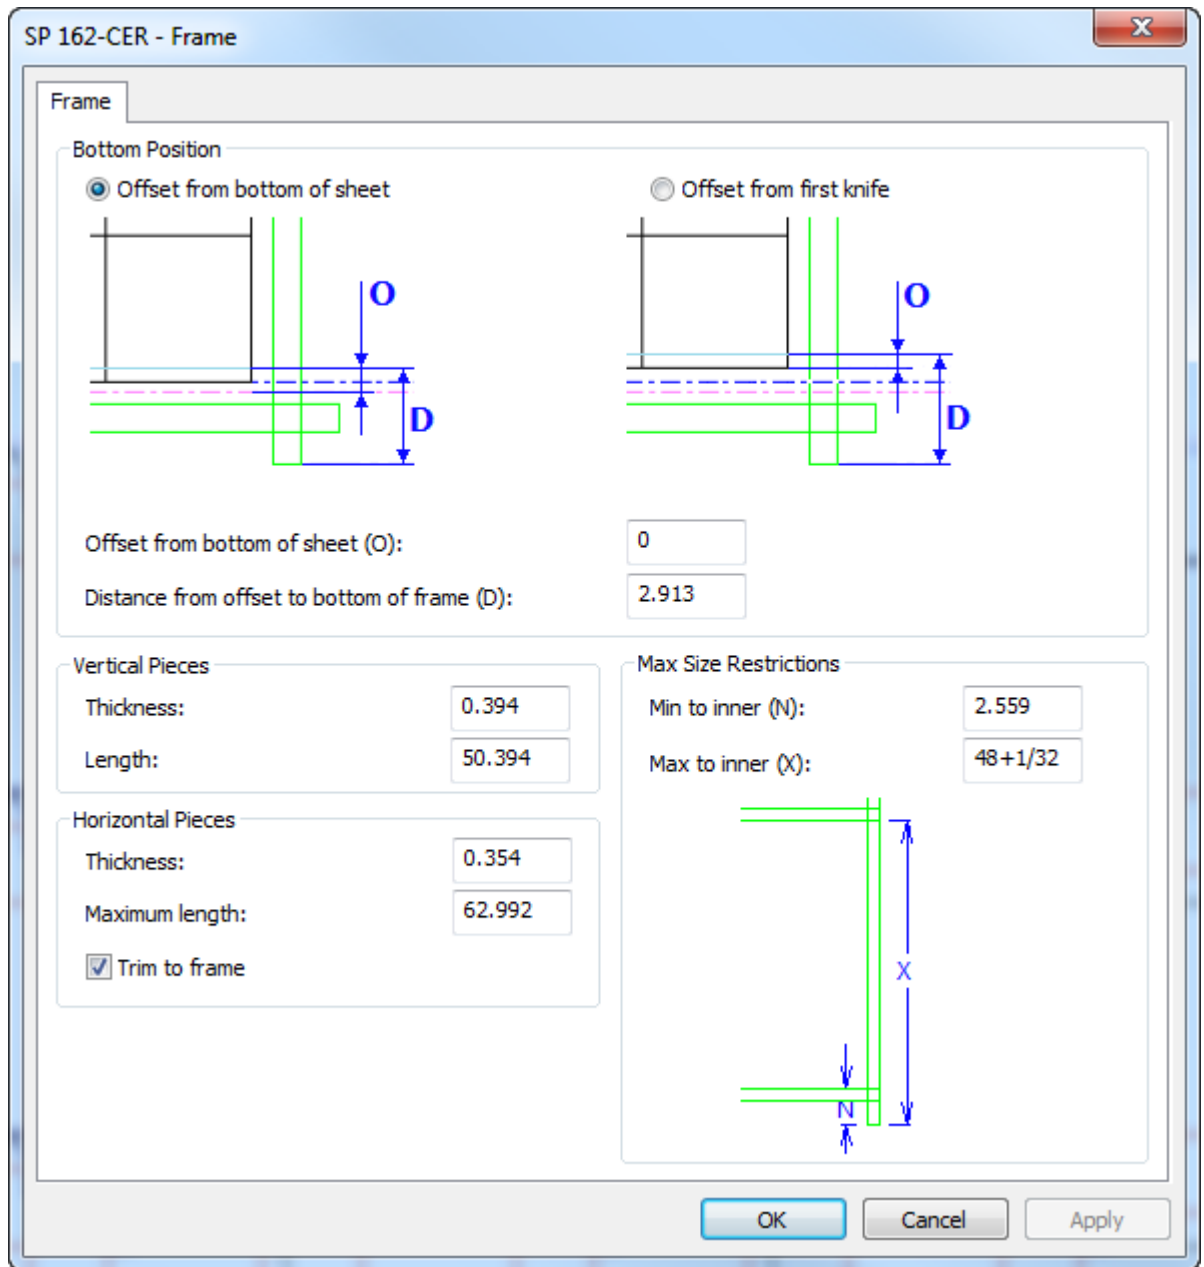 SP 162-CER - Frame
Frame
Bottom Position
Offset from bottom of sheet
Offset from first knife
O
D
O
D
Offset from bottom of sheet (O):
0
Distance from offset to bottom of frame (D):
2.913
Vertical Pieces
Thickness:
0.394
Length:
50.394
Horizontal Pieces
Thickness:
0.354
Maximum length:
62.992
Trim to frame
Max Size Restrictions
Min to inner (N):
2.559
Max to inner (X):
48+1/32
X
N
OK
Cancel
Apply